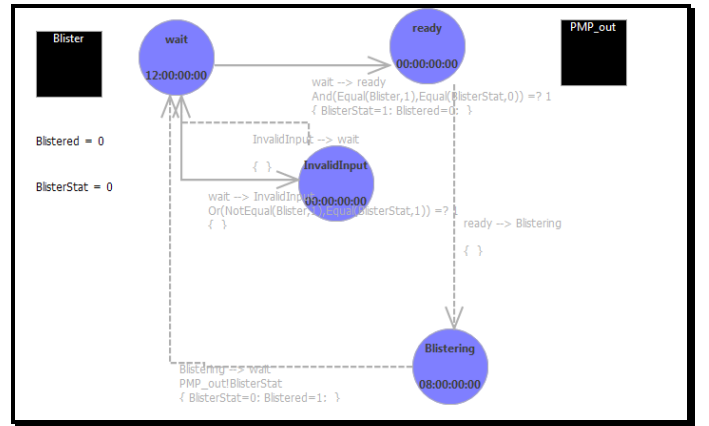 Blister
wait
12:00:00:00
ready
00:00:00:00
PMP_out
wait --> ready
And(Equal(Blister,1),Equal(BlisterStat,0)) =? 1
{ BlisterStat=1: Blistered=0: }
Blistered = 0
InvalidInput --> wait
{ }
InvalidInput
00:00:00:00
BlisterStat = 0
wait --> InvalidInput
Or(NotEqual(Blister,1),Equal(BlisterStat,1)) =? 1
{ }
ready --> Blistering
{ }
Blistering
08:00:00:00
Blistering --> wait
PMP_out!BlisterStat
{ BlisterStat=0: Blistered=1: }